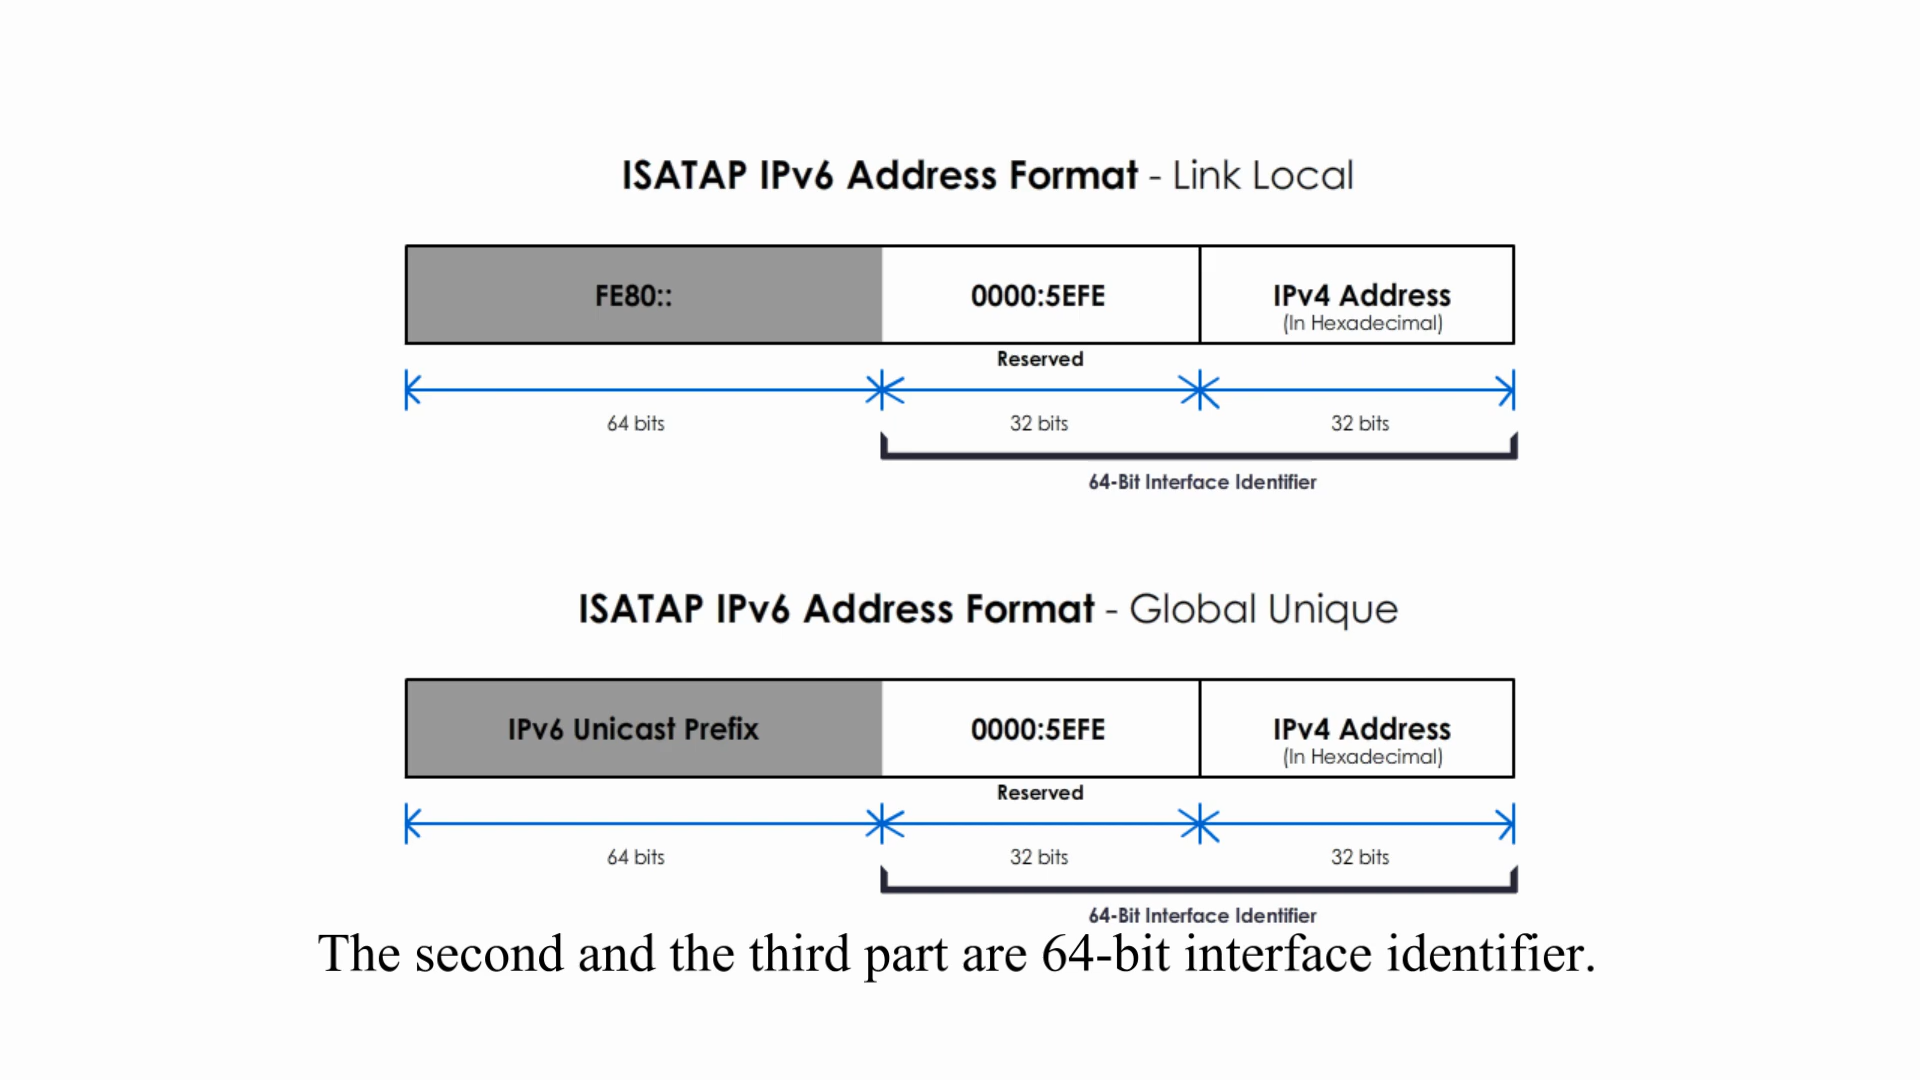 ISATAP IPv6 Address Format - Link Local
FE80::
0000:5EFE
IPv4 Address
(In Hexadecimal)
Reserved
64 bits
32 bits
32 bits
64-Bit Interface Identifier
ISATAP IPv6 Address Format - Global Unique
IPv6 Unicast Prefix
0000:5EFE
IPv4 Address
(In Hexadecimal)
Reserved
64 bits
32 bits
32 bits
64-Bit Interface Identifier
The second and the third part are 64-bit interface identifier.